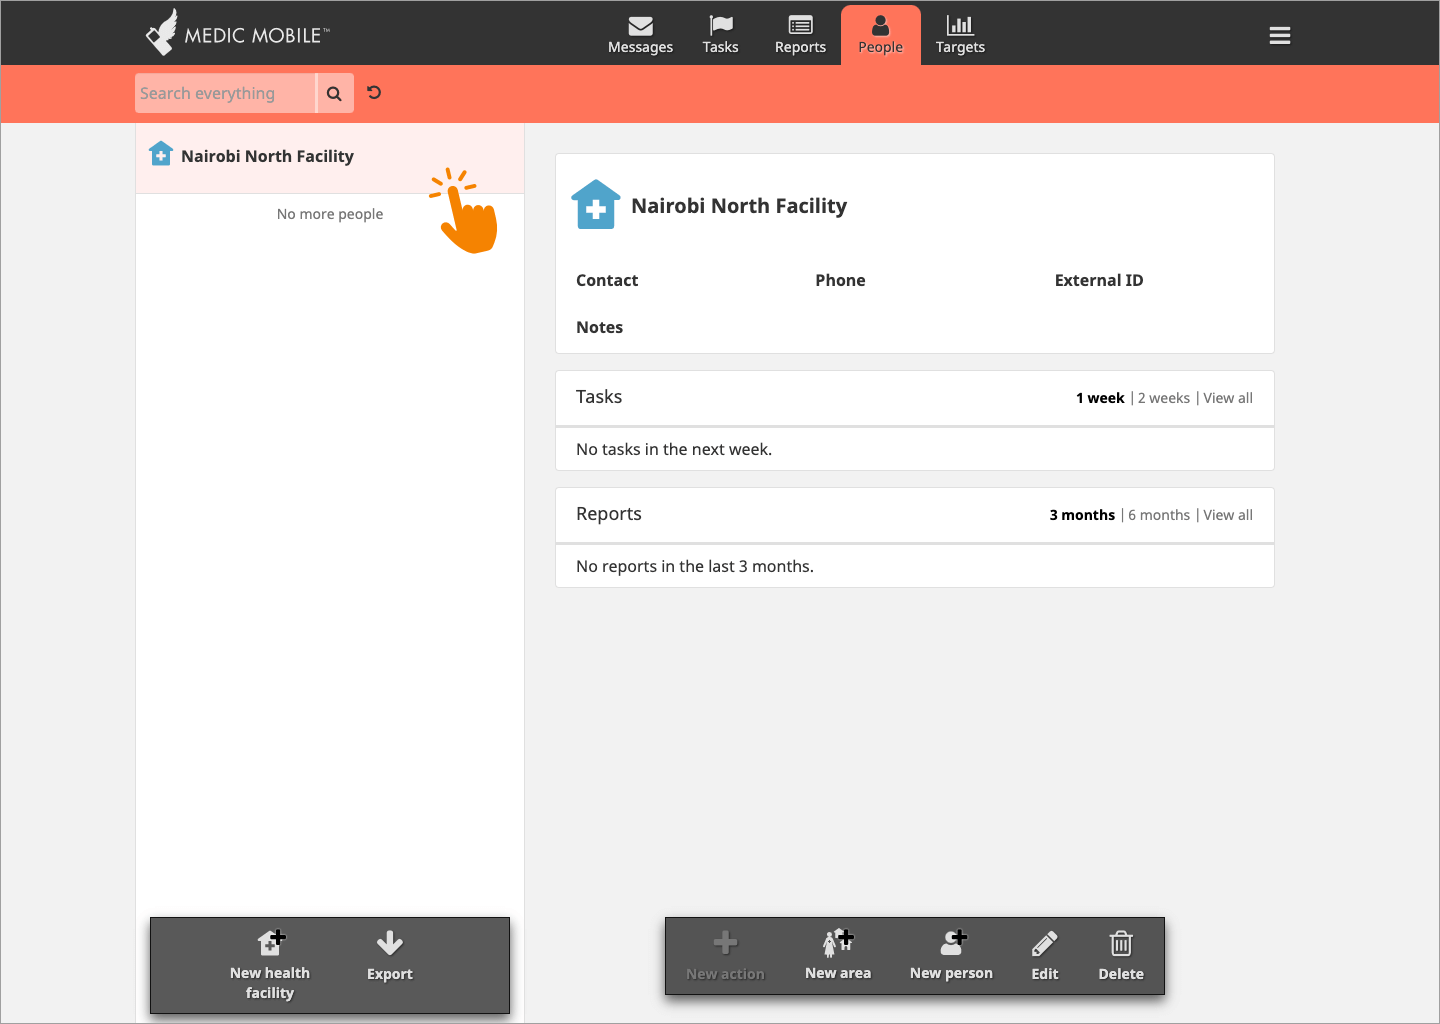 MEDIC MOBILE™
Messages
Tasks
Reports
People
Targets
Search everything
Nairobi North Facility
No more people
Nairobi North Facility
Contact
Phone
External ID
Notes
Tasks
1 week | 2 weeks | View all
No tasks in the next week.
Reports
3 months | 6 months | View all
No reports in the last 3 months.
New health
facility
Export
New action
New area
New person
Edit
Delete